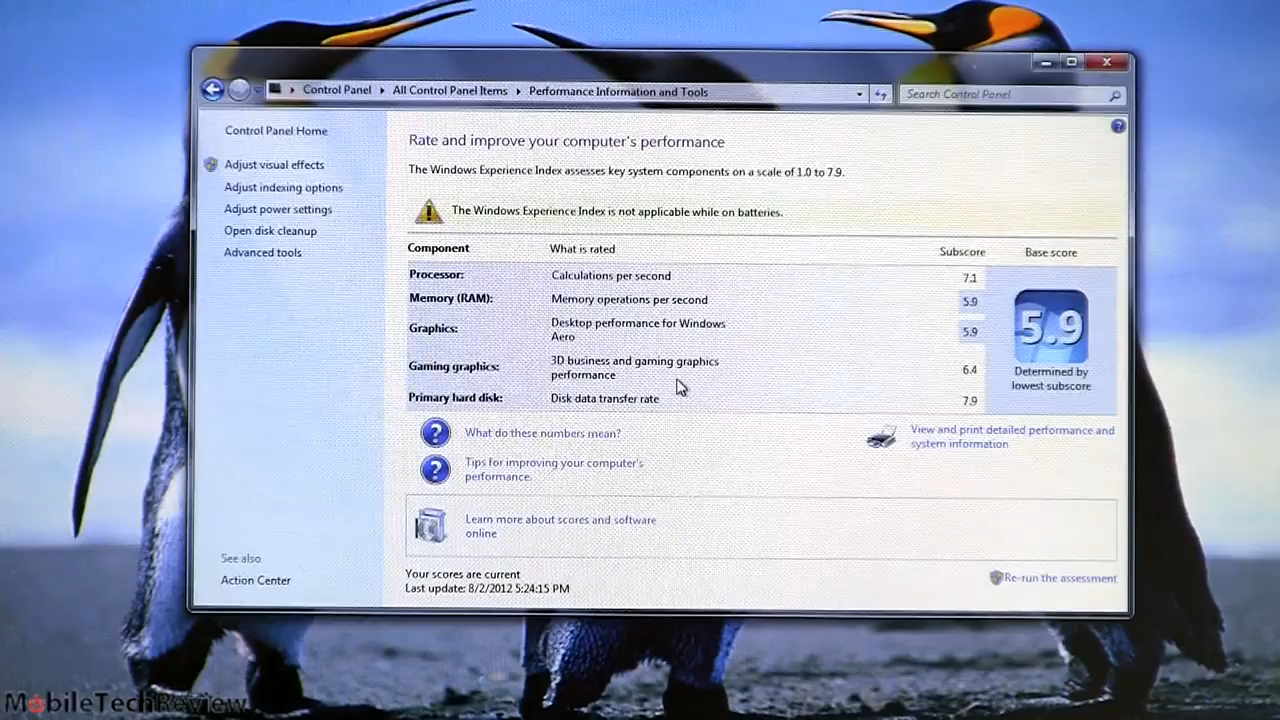 Control Panel
All Control Panel Items
Performance Information and Tools
Search Control Panel
Control Panel Home
Adjust visual effects
Adjust indexing options
Adjust power settings
Open disk cleanup
Advanced tools
See also
Action Center
Rate and improve your computer's performance
The Windows Experience Index assesses key system components on a scale of 1.0 to 7.9.
The Windows Experience Index is not applicable while on batteries.
Component What is rated Subscore Base score
Processor: Calculations per second 7.1
Memory (RAM): Memory operations per second 5.9
Graphics: Desktop performance for Windows
Aero 5.9
Gaming graphics: 3D business and gaming graphics
performance 6.4
Primary hard disk: Disk data transfer rate 7.9
5.9
Determined by
lowest subscore
What do these numbers mean?
Tips for improving your computer's
performance.
View and print detailed performance and
system information
Learn more about scores and software
online
Your scores are current
Last update: 8/2/2012 5:24:15 PM
Re-run the assessment
MobileTechReview